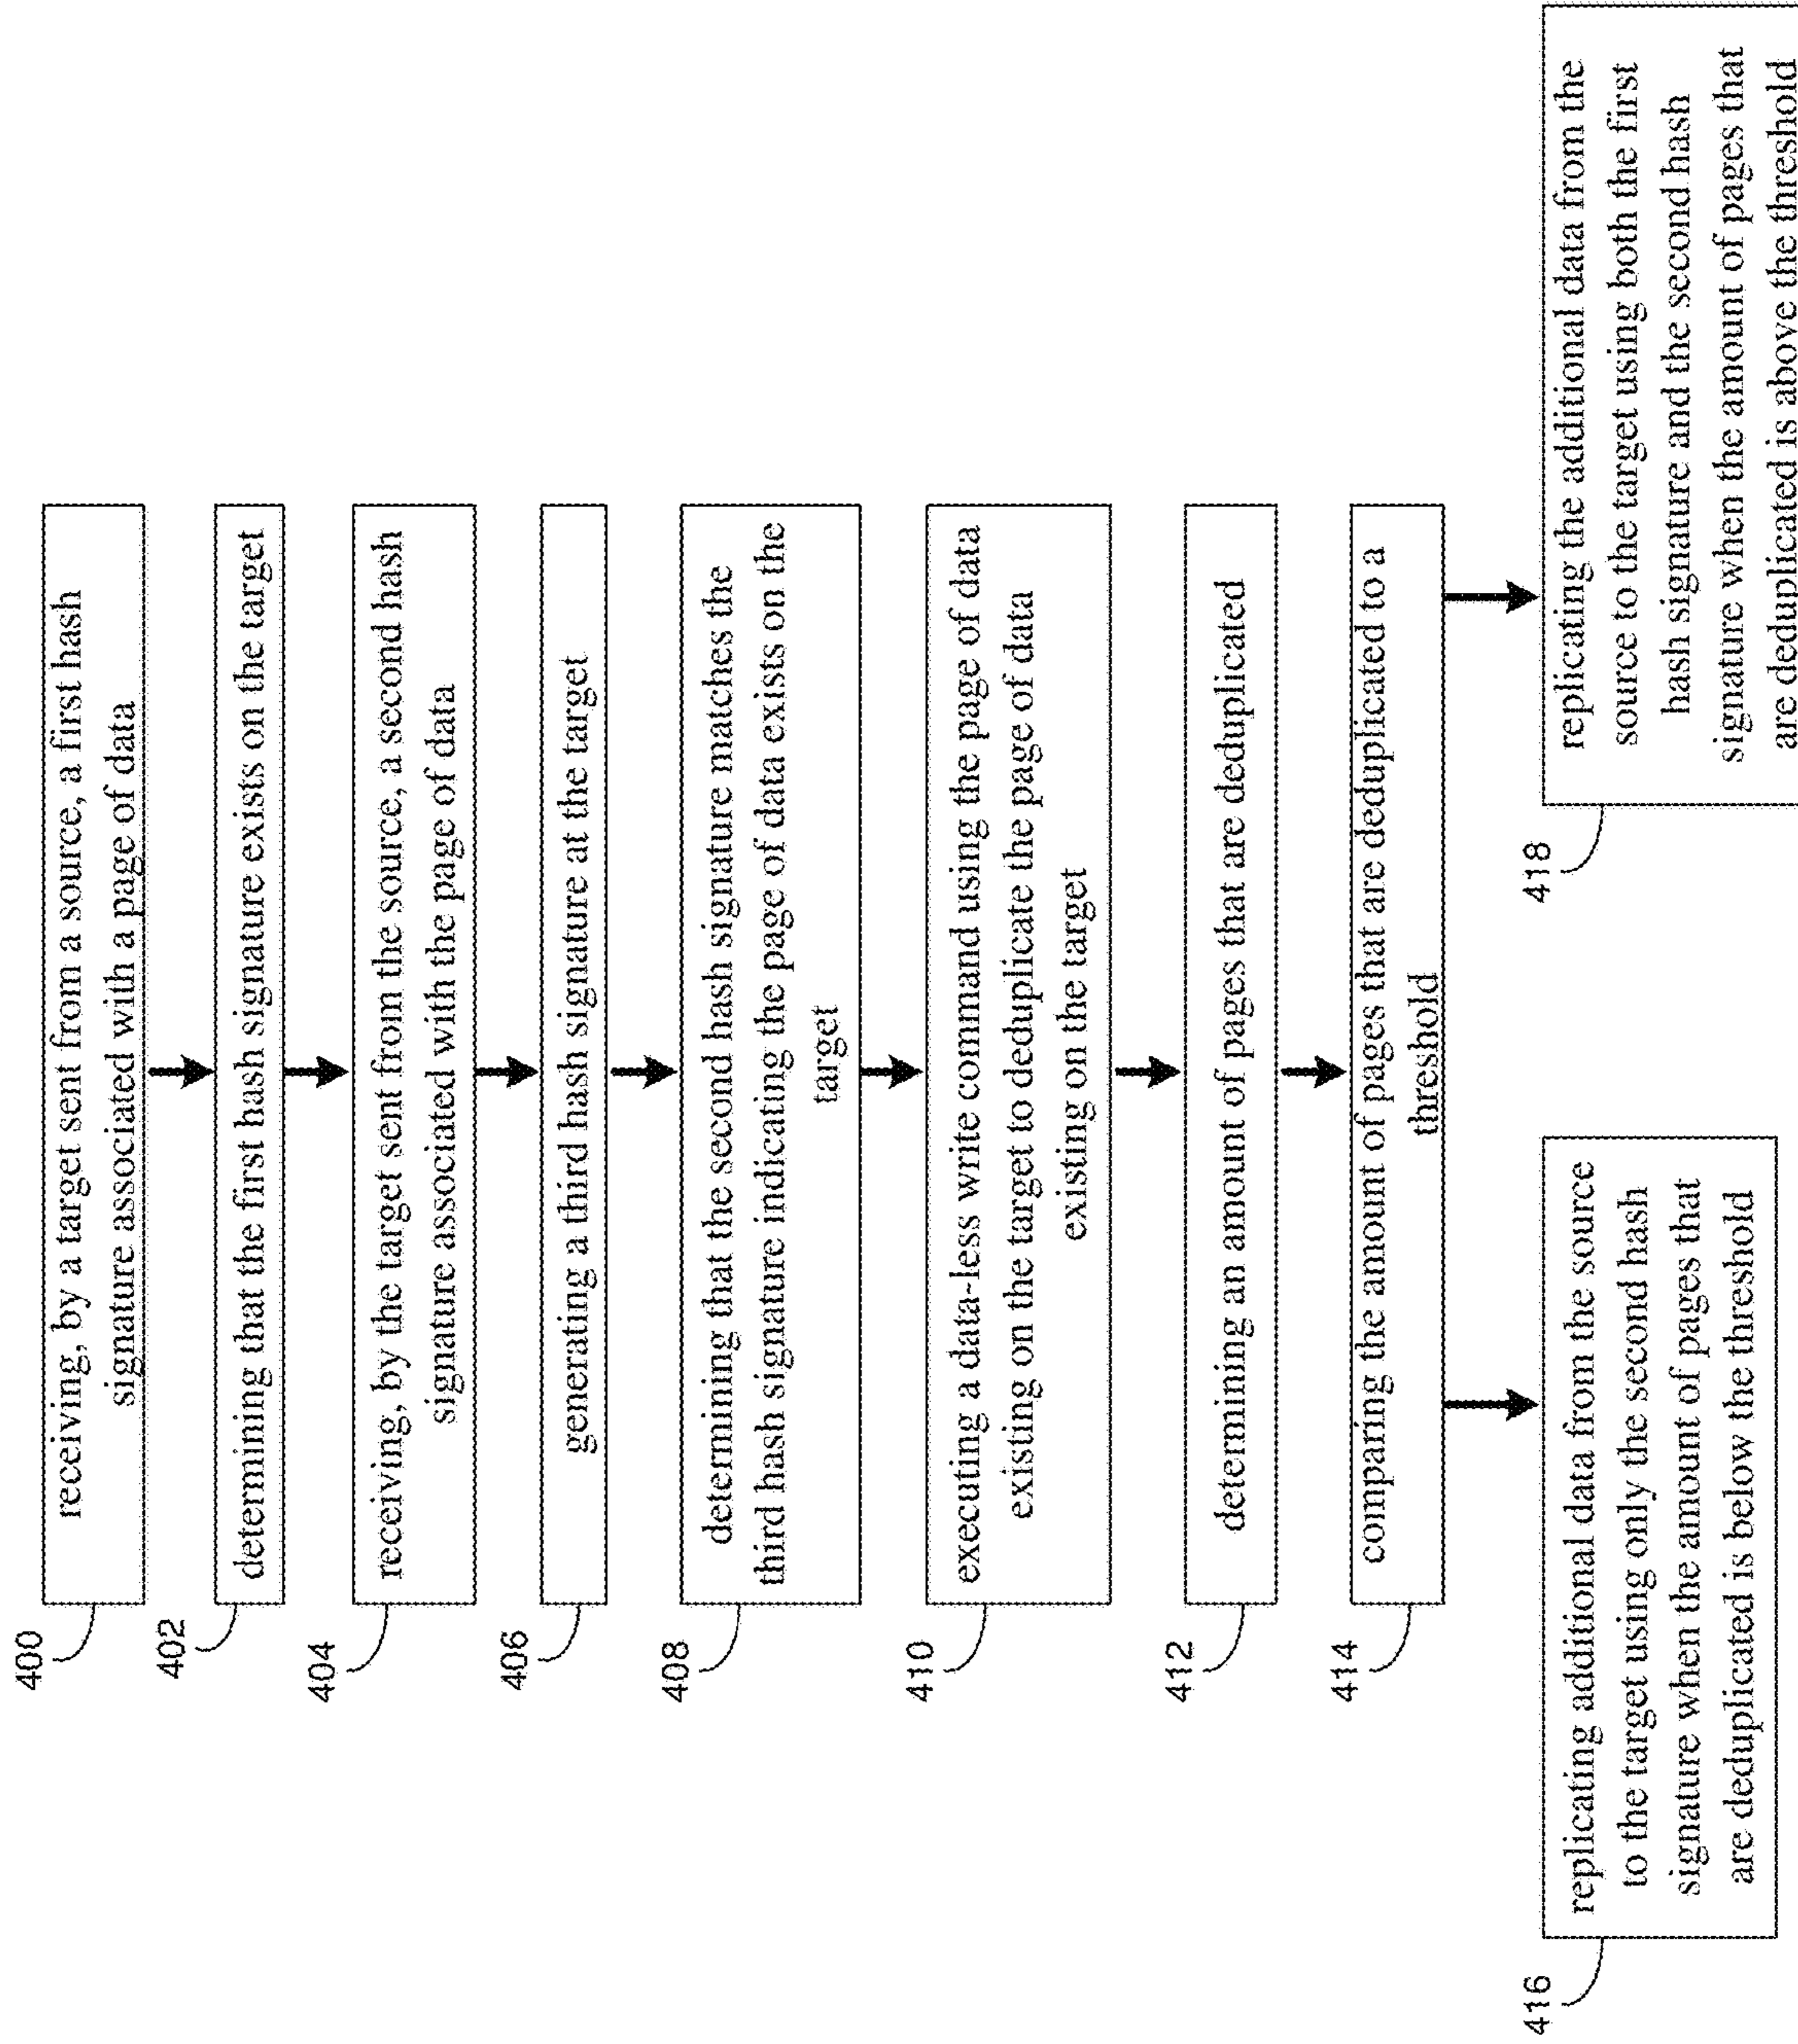 400
receiving, by a target sent from a source, a first hash
signature associated with a page of data
402
determining that the first hash signature exists on the target
404
receiving, by the target sent from the source, a second hash
signature associated with the page of data
406
generating a third hash signature at the target
408
determining that the second hash signature matches the
third hash signature indicating the page of data exists on the
target
410
executing a data-less write command using the page of data
existing on the target to deduplicate the page of data
existing on the target
412
determining an amount of pages that are deduplicated
414
comparing the amount of pages that are deduplicated to a
threshold
416
replicating additional data from the source
to the target using only the second hash
signature when the amount of pages that
are deduplicated is below the threshold
418
replicating the additional data from the
source to the target using both the first
hash signature and the second hash
signature when the amount of pages that
are deduplicated is above the threshold